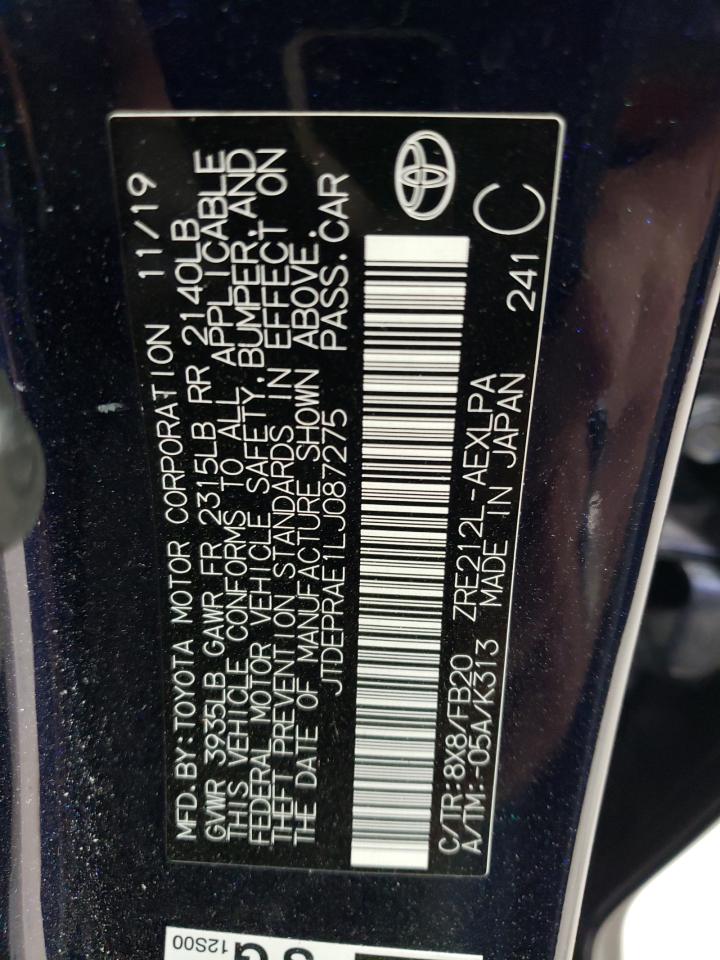 MFD.BY:TOYOTA MOTOR CORPORATION 11/19
GVWR 3935LB GAWR FR 2315LB RR 2140LB
THIS VEHICLE CONFORMS TO ALL APPLICABLE
FEDERAL MOTOR VEHICLE SAFETY, BUMPER, AND
THEFT PREVENTION STANDARDS IN EFFECT ON
THE DATE OF MANUFACTURE SHOWN ABOVE.
JTDEPRAE1LJ087275 PASS.CAR
C/TR:8X8/FB20 ZRE212L-AEXLPA
A/TM:-05A/K313 MADE IN JAPAN
241 C
12S00